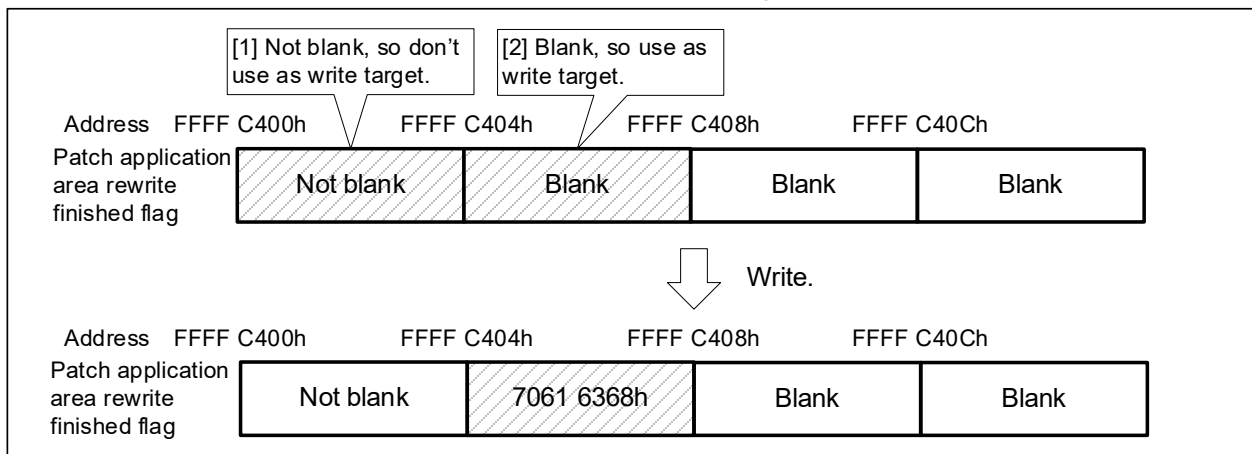 [1] Not blank, so don't
use as write target.
[2] Blank, so use as
write target.
Address FFFF C400h FFFF C404h FFFF C408h FFFF C40Ch
Patch application
area rewrite
finished flag
Not blank Blank Blank Blank
Write.
Address FFFF C400h FFFF C404h FFFF C408h FFFF C40Ch
Patch application
area rewrite
finished flag
Not blank 7061 6368h Blank Blank